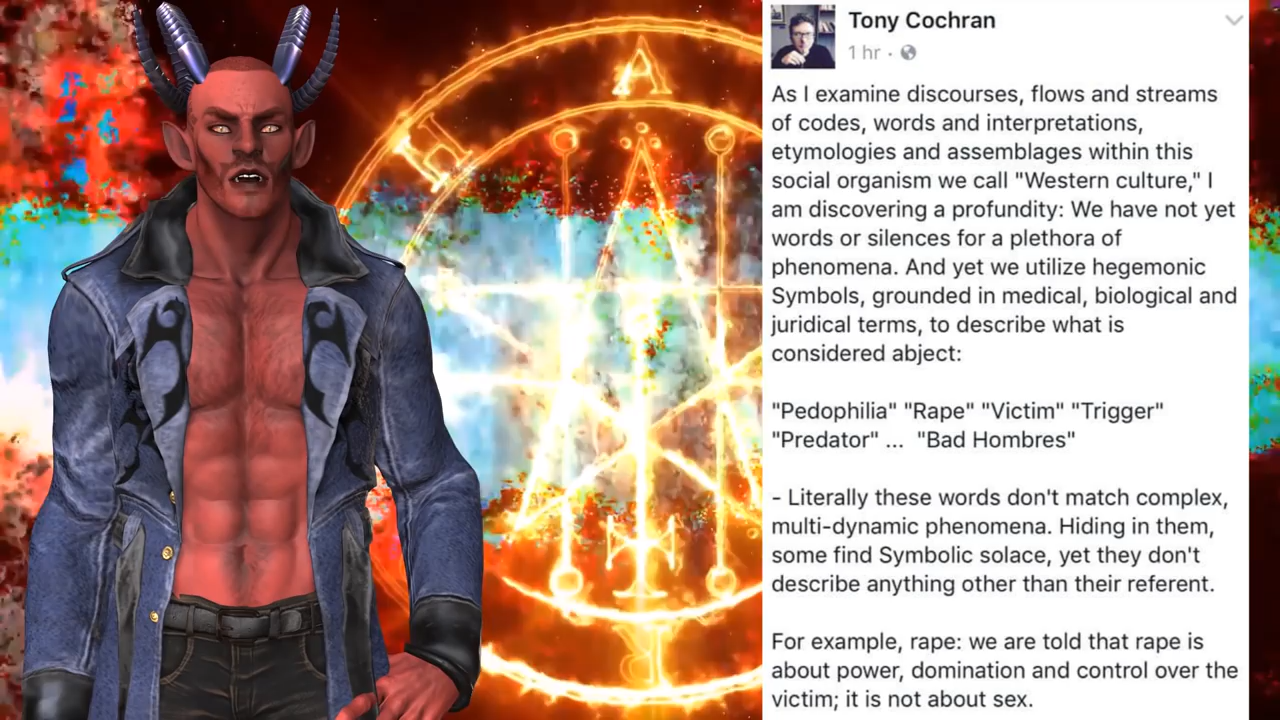 Tony Cochran
1 hr ·
As I examine discourses, flows and streams
of codes, words and interpretations,
etymologies and assemblages within this
social organism we call "Western culture," I
am discovering a profundity: We have not yet
words or silences for a plethora of
phenomena. And yet we utilize hegemonic
Symbols, grounded in medical, biological and
juridical terms, to describe what is
considered abject:
"Pedophilia" "Rape" "Victim" "Trigger"
"Predator" ...  "Bad Hombres"
- Literally these words don't match complex,
multi-dynamic phenomena. Hiding in them,
some find Symbolic solace, yet they don't
describe anything other than their referent.
For example, rape: we are told that rape is
about power, domination and control over the
victim; it is not about sex.